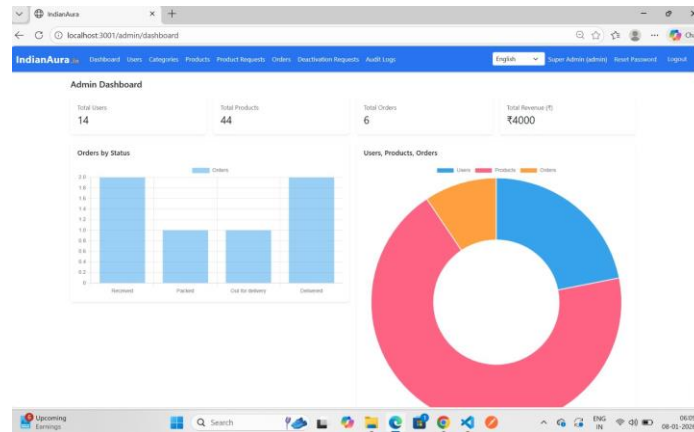 IndianAura
localhost:3001/admin/dashboard
IndianAura.in Dashboard Users Categories Products Product Requests Orders Deactivation Requests Audit Logs English Super Admin (admin) Reset Password Logout
Admin Dashboard
Total Users Total Products Total Orders Total Revenue (₹)
14 44 6 ₹4000
Orders by Status Users, Products, Orders
Orders Users Products Orders
2.0
1.8
1.6
1.4
1.2
1.0
0.8
0.6
0.4
0.2
0
Received Packed Out for delivery Delivered
Upcoming
Earnings
Search
ENG
IN